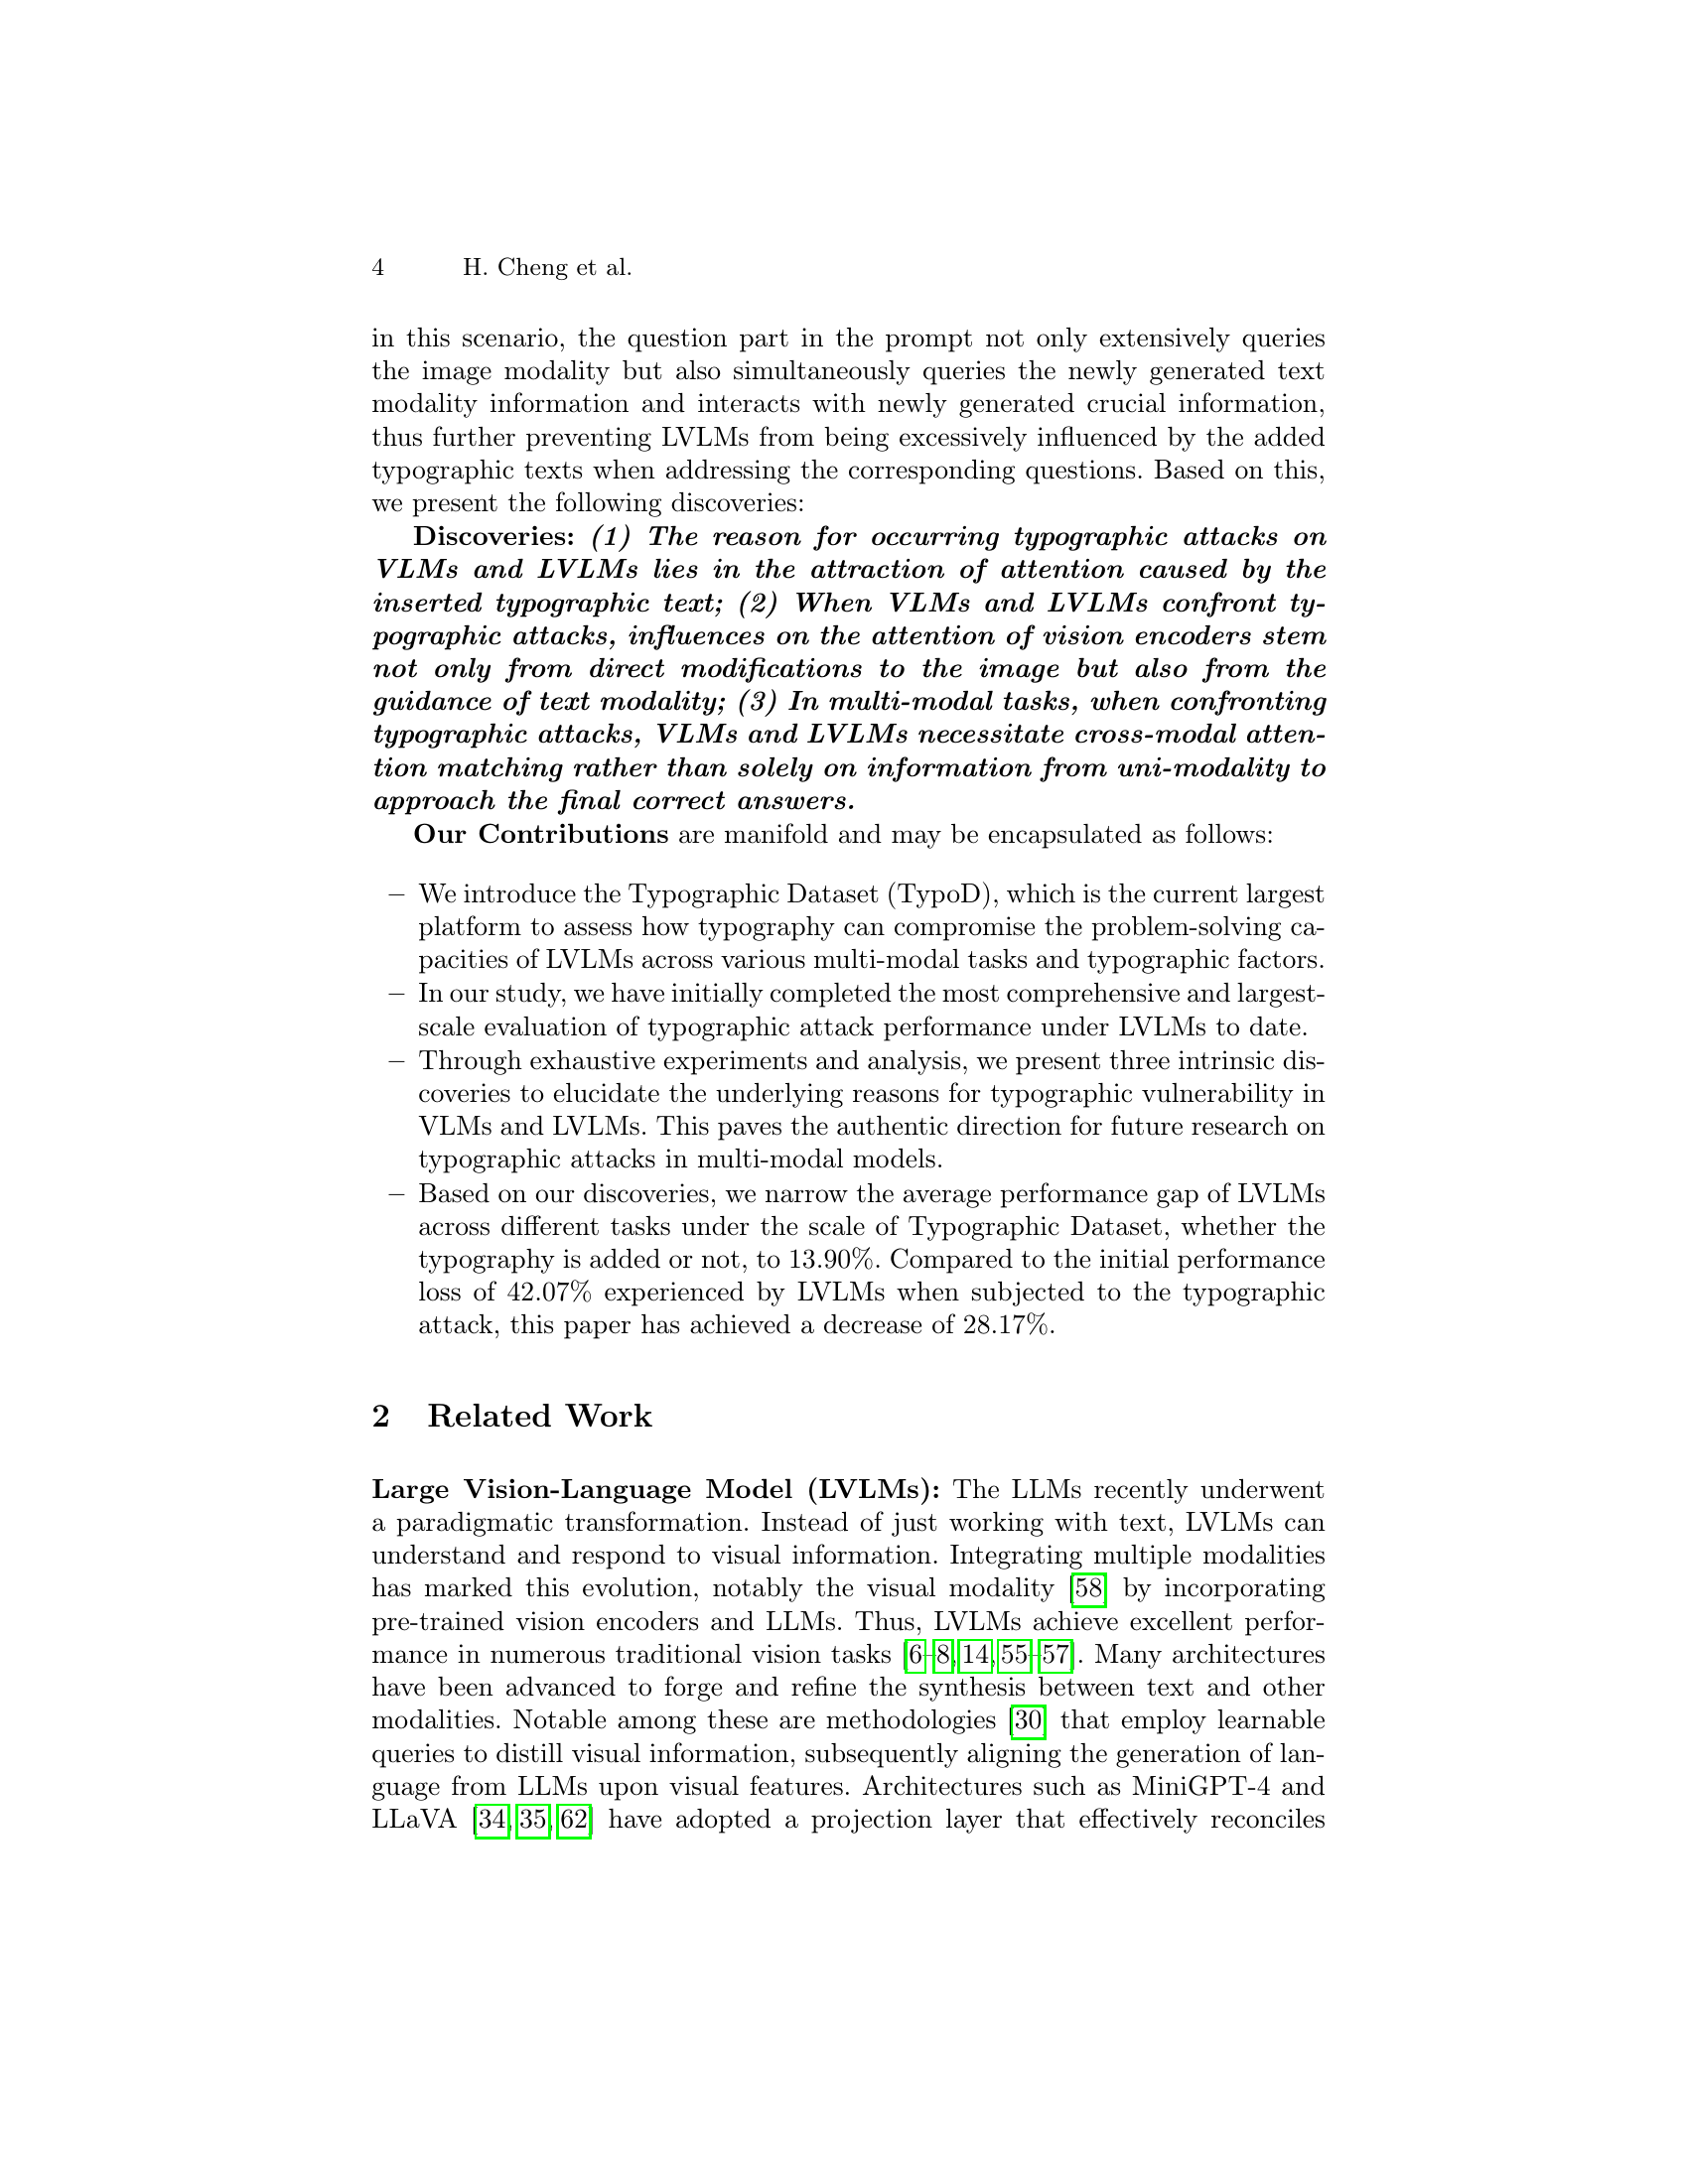 4 H. Cheng et al.
in this scenario, the question part in the prompt not only extensively queries
the image modality but also simultaneously queries the newly generated text
modality information and interacts with newly generated crucial information,
thus further preventing LVLMs from being excessively influenced by the added
typographic texts when addressing the corresponding questions. Based on this,
we present the following discoveries:
Discoveries: (1) The reason for occurring typographic attacks on
VLMs and LVLMs lies in the attraction of attention caused by the
inserted typographic text; (2) When VLMs and LVLMs confront ty-
pographic attacks, influences on the attention of vision encoders stem
not only from direct modifications to the image but also from the
guidance of text modality; (3) In multi-modal tasks, when confronting
typographic attacks, VLMs and LVLMs necessitate cross-modal atten-
tion matching rather than solely on information from uni-modality to
approach the final correct answers.
Our Contributions are manifold and may be encapsulated as follows:
– We introduce the Typographic Dataset (TypoD), which is the current largest
platform to assess how typography can compromise the problem-solving ca-
pacities of LVLMs across various multi-modal tasks and typographic factors.
– In our study, we have initially completed the most comprehensive and largest-
scale evaluation of typographic attack performance under LVLMs to date.
– Through exhaustive experiments and analysis, we present three intrinsic dis-
coveries to elucidate the underlying reasons for typographic vulnerability in
VLMs and LVLMs. This paves the authentic direction for future research on
typographic attacks in multi-modal models.
– Based on our discoveries, we narrow the average performance gap of LVLMs
across different tasks under the scale of Typographic Dataset, whether the
typography is added or not, to 13.90%. Compared to the initial performance
loss of 42.07% experienced by LVLMs when subjected to the typographic
attack, this paper has achieved a decrease of 28.17%.
2 Related Work
Large Vision-Language Model (LVLMs): The LLMs recently underwent
a paradigmatic transformation. Instead of just working with text, LVLMs can
understand and respond to visual information. Integrating multiple modalities
has marked this evolution, notably the visual modality [58] by incorporating
pre-trained vision encoders and LLMs. Thus, LVLMs achieve excellent perfor-
mance in numerous traditional vision tasks [6–8,14,55–57]. Many architectures
have been advanced to forge and refine the synthesis between text and other
modalities. Notable among these are methodologies [30] that employ learnable
queries to distill visual information, subsequently aligning the generation of lan-
guage from LLMs upon visual features. Architectures such as MiniGPT-4 and
LLaVA [34,35,62] have adopted a projection layer that effectively reconciles